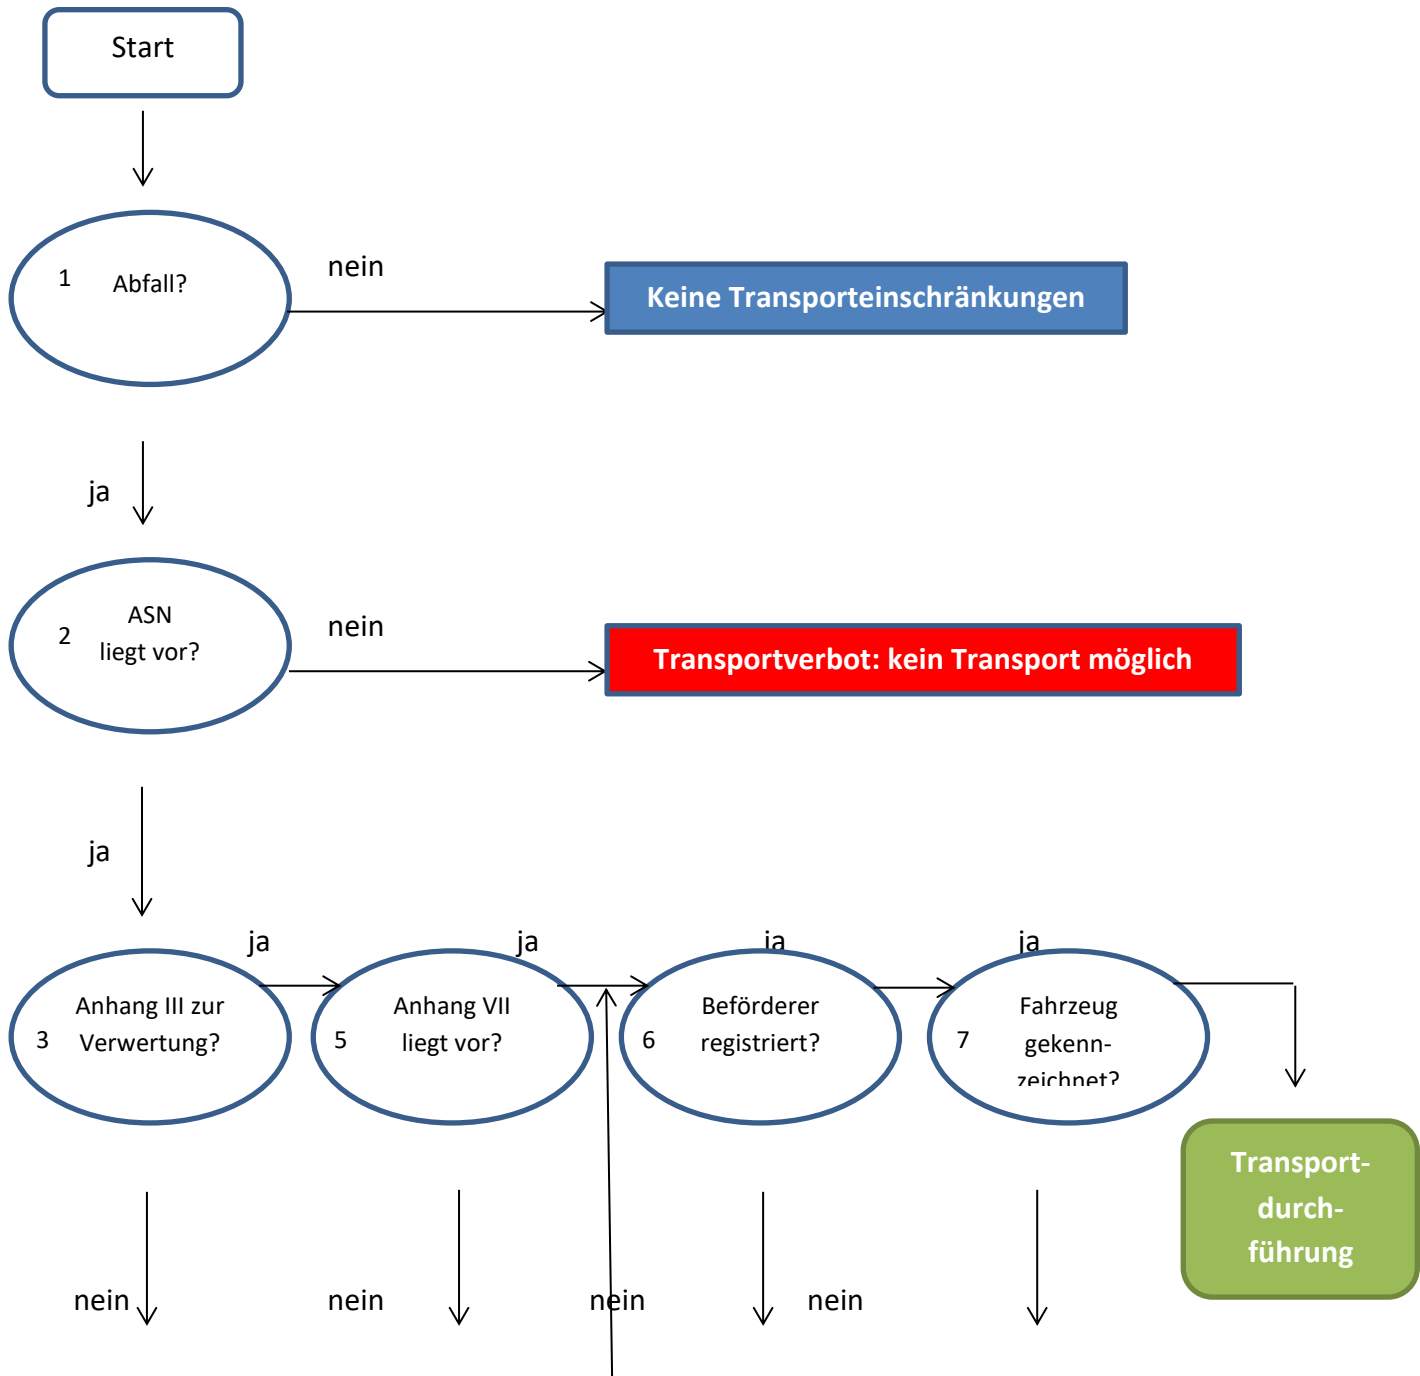 Start
1 Abfall?
nein
Keine Transporteinschränkungen
ja
2 ASN
liegt vor?
nein
Transportverbot: kein Transport möglich
ja
ja
ja
ja
ja
3 Anhang III zur
Verwertung?
5 Anhang VII
liegt vor?
6 Beförderer
registriert?
7 Fahrzeug
gekenn-
zeichnet?
Transport-
durch-
führung
nein
nein
nein
nein